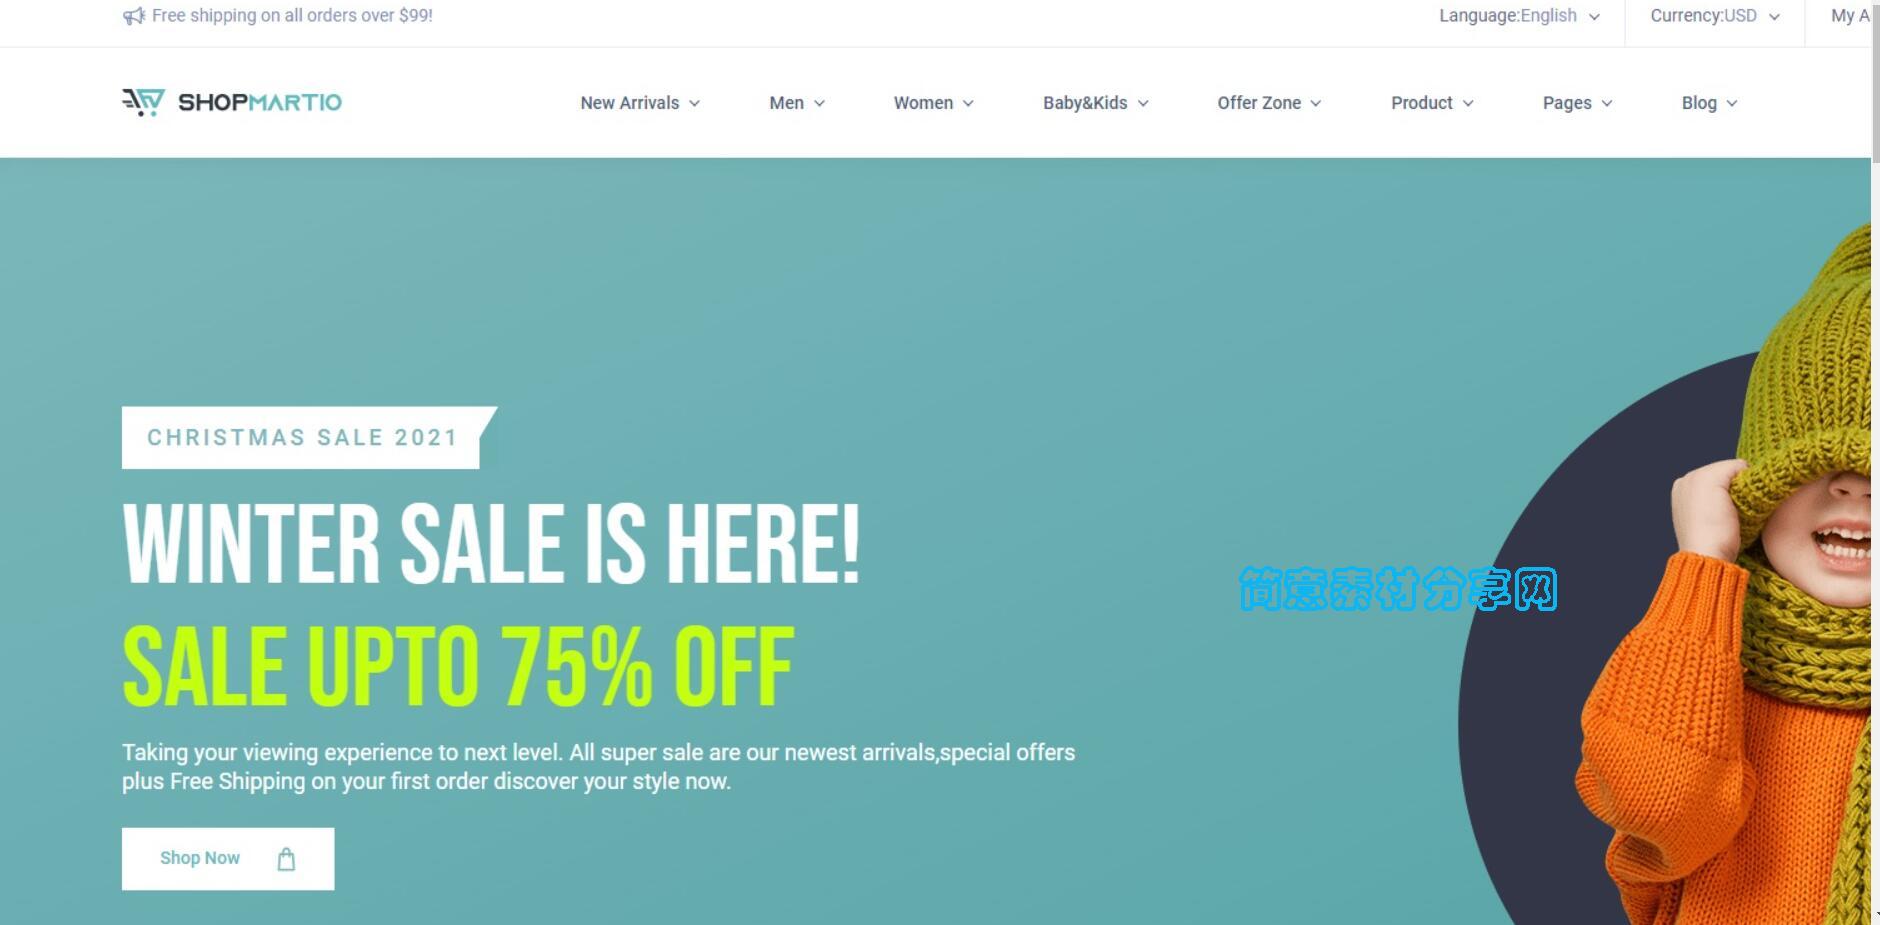 Free shipping on all orders over $99!
Language:English
Currency:USD
My A
SHOPMARTIO
New Arrivals
Men
Women
Baby&Kids
Offer Zone
Product
Pages
Blog
CHRISTMAS SALE 2021
WINTER SALE IS HERE!
SALE UPTO 75% OFF
简意素材分享网
Taking your viewing experience to next level. All super sale are our newest arrivals,special offers
plus Free Shipping on your first order discover your style now.
Shop Now